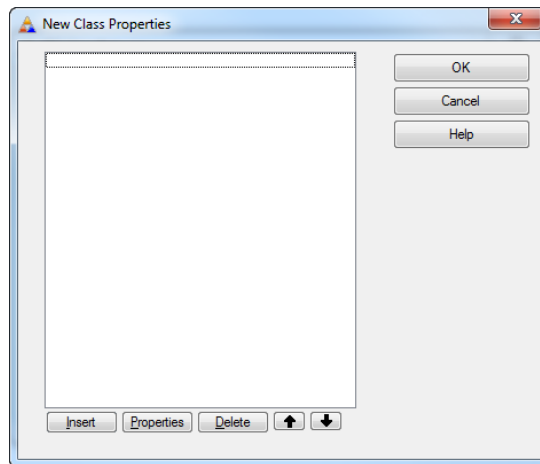 New Class Properties
OK
Cancel
Help
Insert Properties Delete